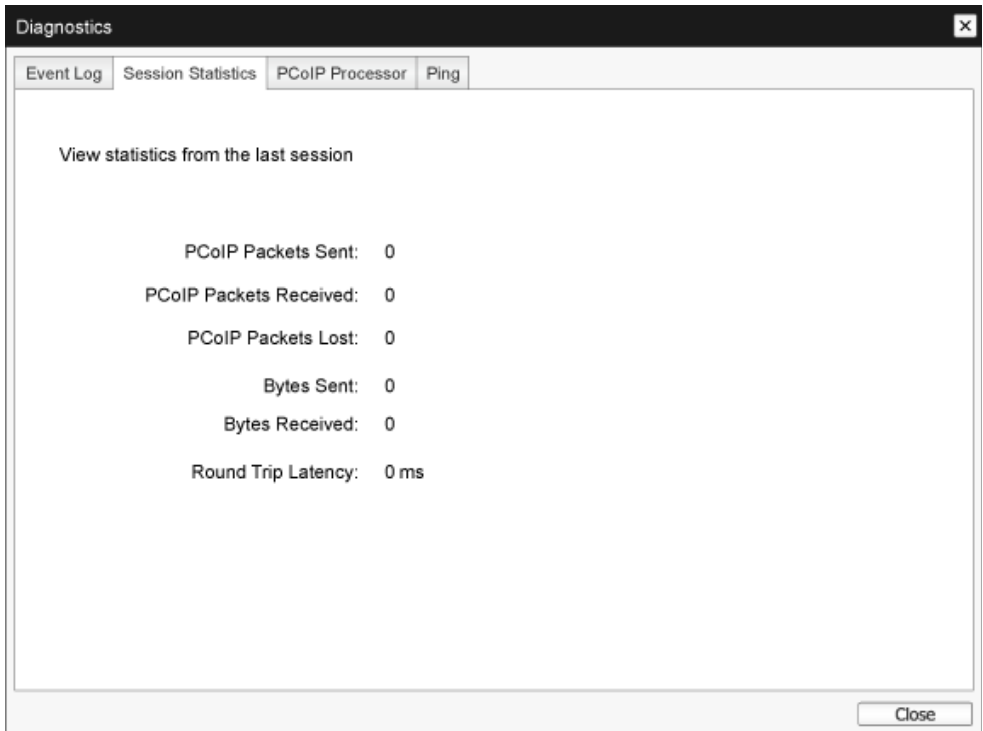 Diagnostics
Event Log Session Statistics PCoIP Processor Ping
View statistics from the last session
PCoIP Packets Sent: 0
PCoIP Packets Received: 0
PCoIP Packets Lost: 0
Bytes Sent: 0
Bytes Received: 0
Round Trip Latency: 0 ms
Close